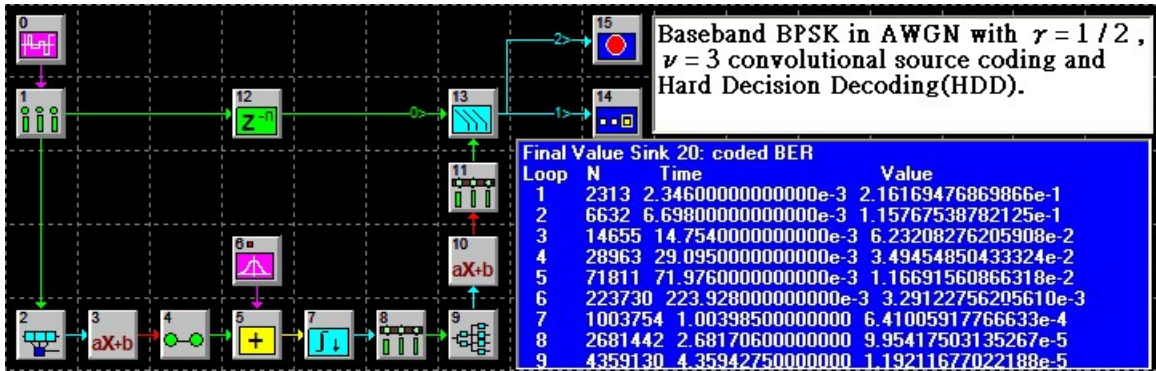 0
15
2
Baseband BPSK in AWGN with γ = 1 / 2 ,
ν = 3 convolutional source coding and
Hard Decision Decoding(HDD).
1
12
Z⁻ⁿ
0
13
1
14
Final Value Sink 20: coded BER
Loop N Time Value
1 2313 2.34600000000000e-3 2.16169476869866e-1
2 6632 6.69800000000000e-3 1.15767538782125e-1
3 14655 14.7540000000000e-3 6.23208276205908e-2
4 28963 29.0950000000000e-3 3.49454850433324e-2
5 71811 71.9760000000000e-3 1.16691560866318e-2
6 223730 223.928000000000e-3 3.29122756205610e-3
7 1003754 1.00398500000000 6.41005917766633e-4
8 2681442 2.68170600000000 9.95417503135267e-5
9 4359130 4.35942750000000 1.19211677022188e-5
11
6
10
aX+b
2
3
aX+b
4
5
+
7
8
9